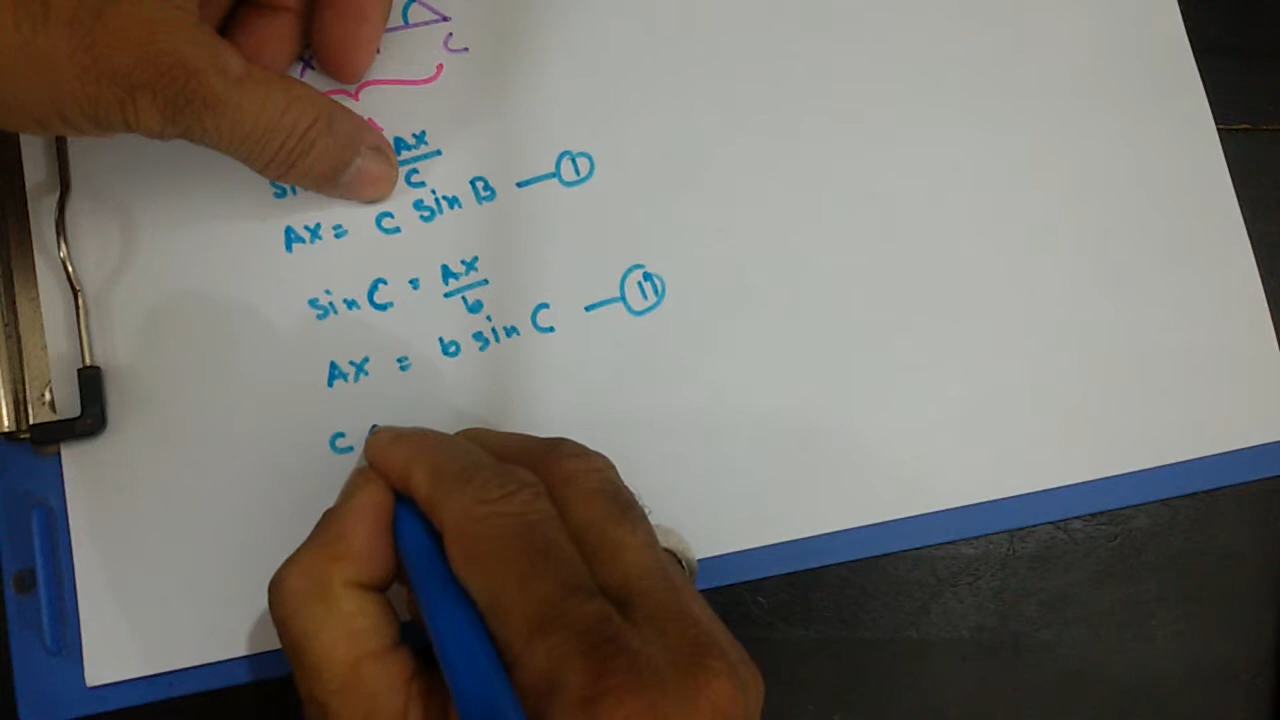 C
AX
C
AX = C sin B — ①
sin C = AX
b
AX = b sin C — ⑪
C